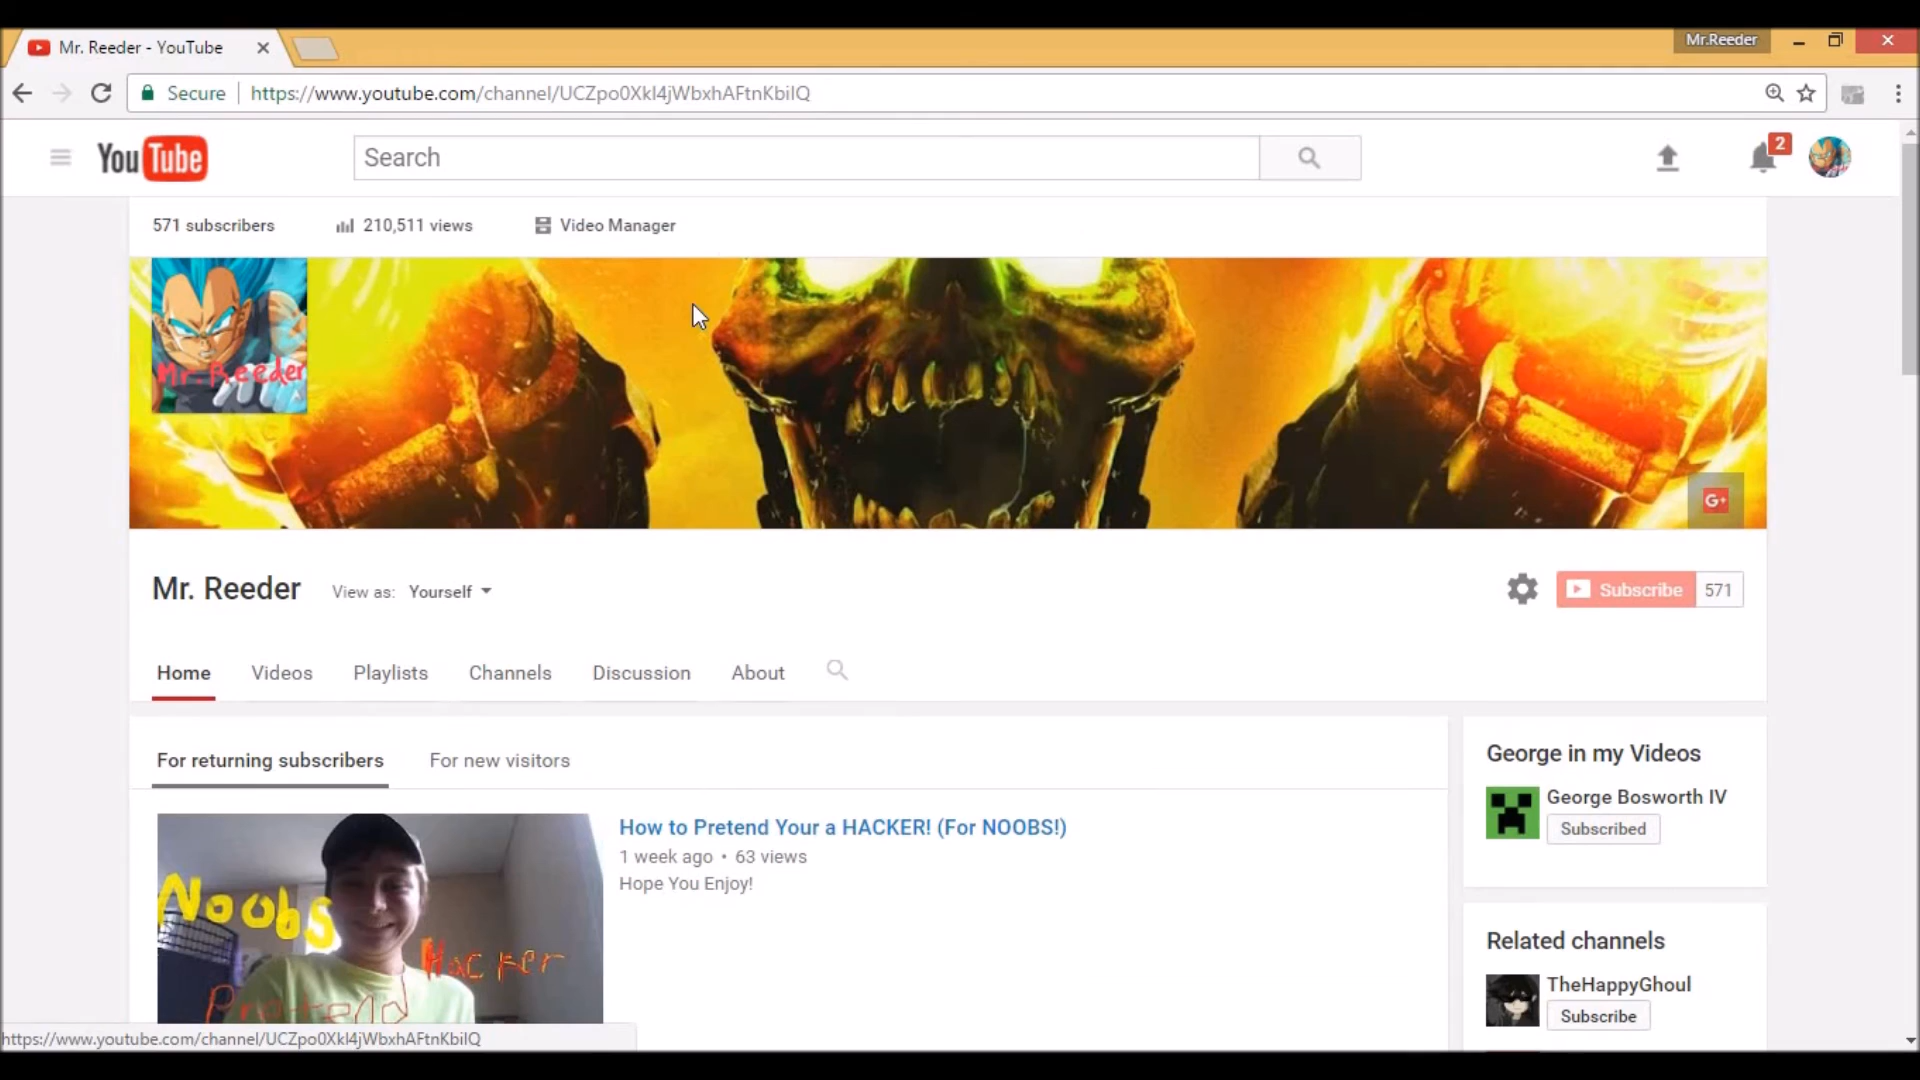 Mr. Reeder - YouTube
Mr.Reeder
Secure
https://www.youtube.com/channel/UCZpo0Xkl4jWbxhAFtnKbilQ
YouTube
Search
2
571 subscribers
210,511 views
Video Manager
Mr. Reeder
G+
Mr. Reeder
View as: Yourself
Subscribe
571
Home
Videos
Playlists
Channels
Discussion
About
For returning subscribers
For new visitors
George in my Videos
George Bosworth IV
Subscribed
How to Pretend Your a HACKER! (For NOOBS!)
1 week ago • 63 views
Hope You Enjoy!
Noobs
Hacker
Pretend
Related channels
TheHappyGhoul
Subscribe
https://www.youtube.com/channel/UCZpo0Xkl4jWbxhAFtnKbilQ